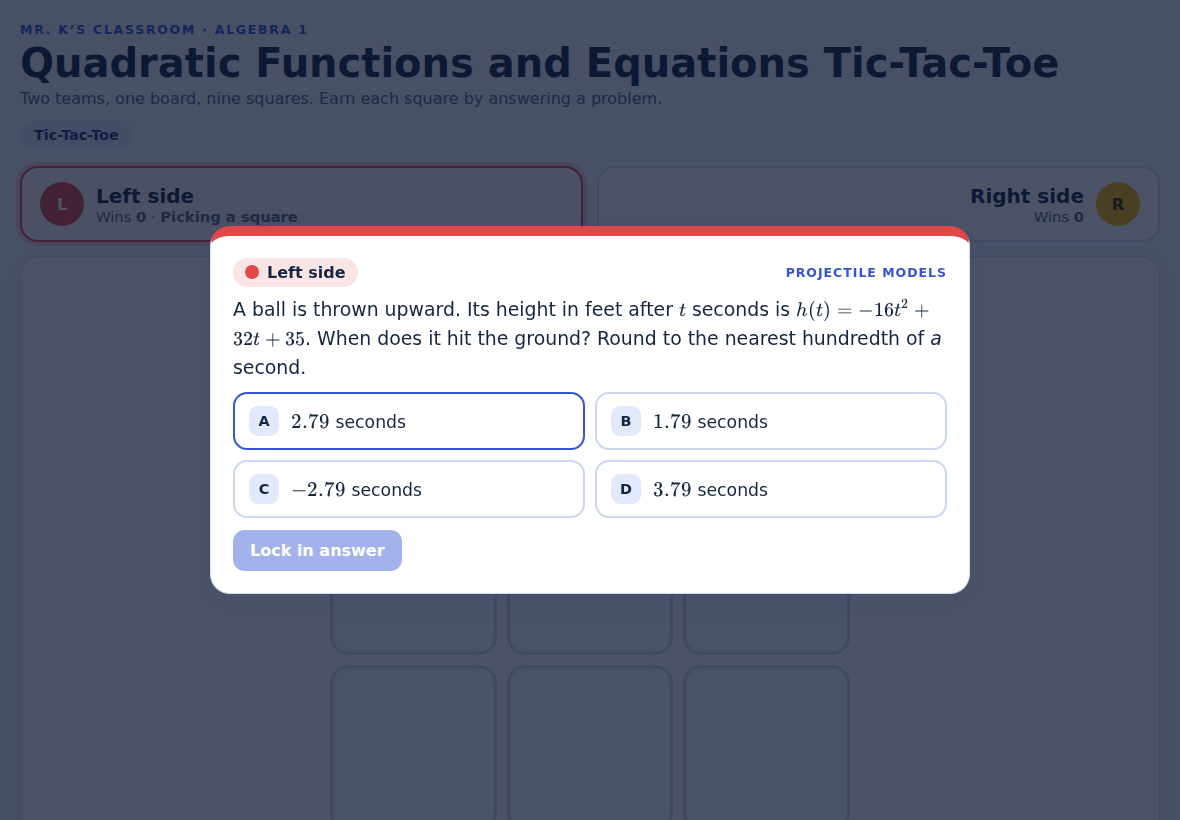 MR. K’S CLASSROOM · ALGEBRA 1
Quadratic Functions and Equations Tic-Tac-Toe
Two teams, one board, nine squares. Earn each square by answering a problem.
Tic-Tac-Toe
L
Left side
Wins 0 · Picking a square
Right side
Wins 0
R
Left side
PROJECTILE MODELS
A ball is thrown upward. Its height in feet after t seconds is h(t) = −16t² +
32t + 35. When does it hit the ground? Round to the nearest hundredth of a
second.
A 2.79 seconds
B 1.79 seconds
C −2.79 seconds
D 3.79 seconds
Lock in answer